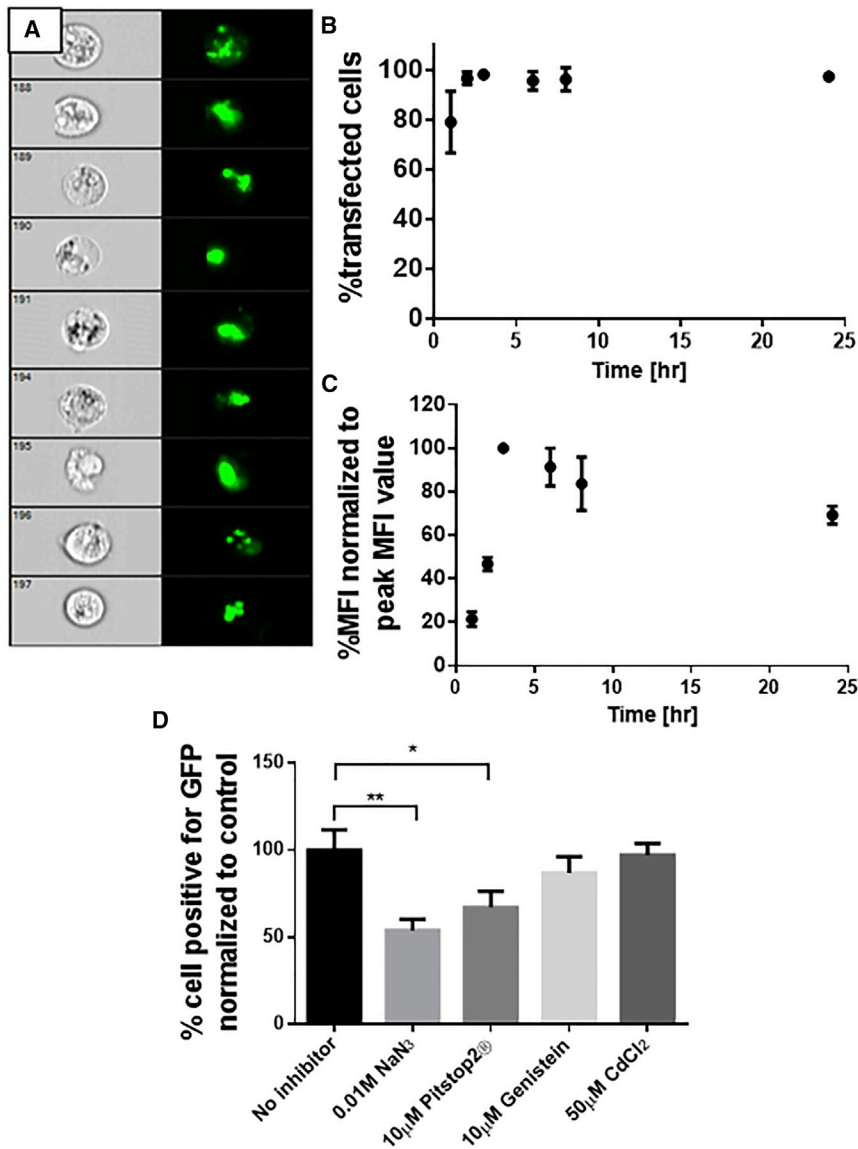 A
188
189
190
191
194
195
196
197
B
%transfected cells
100
80
60
40
20
0
0 5 10 15 20 25
Time [hr]
C
%MFI normalized to
peak MFI value
120
100
80
60
40
20
0
0 5 10 15 20 25
Time [hr]
D
% cell positive for GFP
normalized to control
150
100
50
0
*
**
No inhibitor
0.01M NaN3
10μM Pitstop2®
10μM Genistein
50μM CdCl2